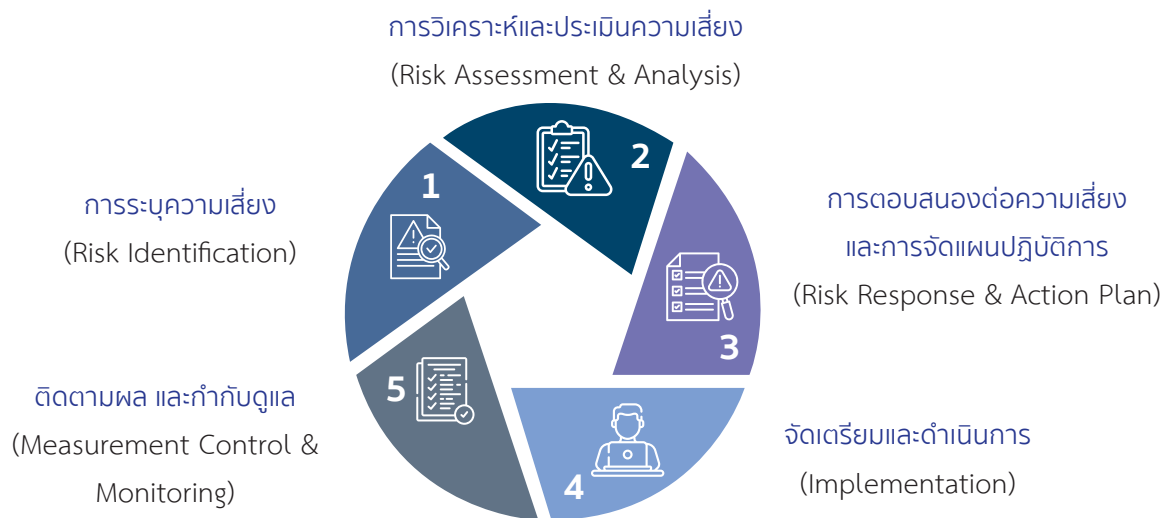 การวิเคราะห์และประเมินความเสี่ยง
(Risk Assessment & Analysis)
2
1
การระบุความเสี่ยง
(Risk Identification)
การตอบสนองต่อความเสี่ยง
และการจัดแผนปฏิบัติการ
(Risk Response & Action Plan)
3
5
ติดตามผล และกำกับดูแล
(Measurement Control &
Monitoring)
4
จัดเตรียมและดำเนินการ
(Implementation)